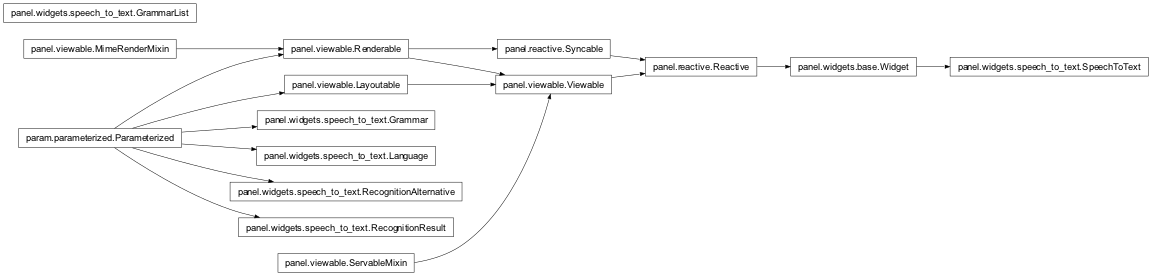 panel.widgets.speech_to_text.GrammarList
panel.viewable.MimeRenderMixin
panel.viewable.Renderable
panel.reactive.Syncable
panel.reactive.Reactive
panel.widgets.base.Widget
panel.widgets.speech_to_text.SpeechToText
panel.viewable.Layoutable
panel.viewable.Viewable
panel.widgets.speech_to_text.Grammar
param.parameterized.Parameterized
panel.widgets.speech_to_text.Language
panel.widgets.speech_to_text.RecognitionAlternative
panel.widgets.speech_to_text.RecognitionResult
panel.viewable.ServableMixin